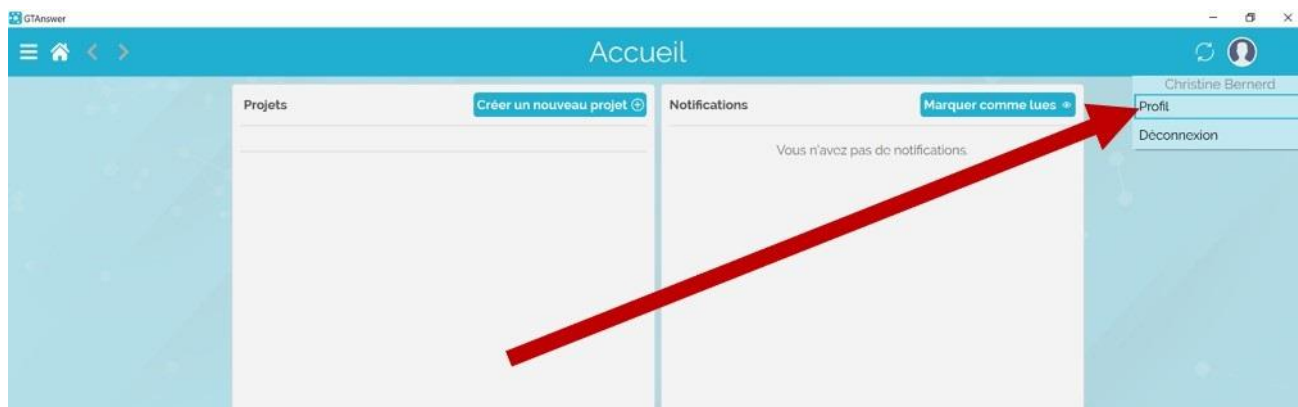 GTAnswer
Accueil
Christine Bernerd
Profil
Déconnexion
Projets
Créer un nouveau projet
Notifications
Marquer comme lues
Vous n'avez pas de notifications.